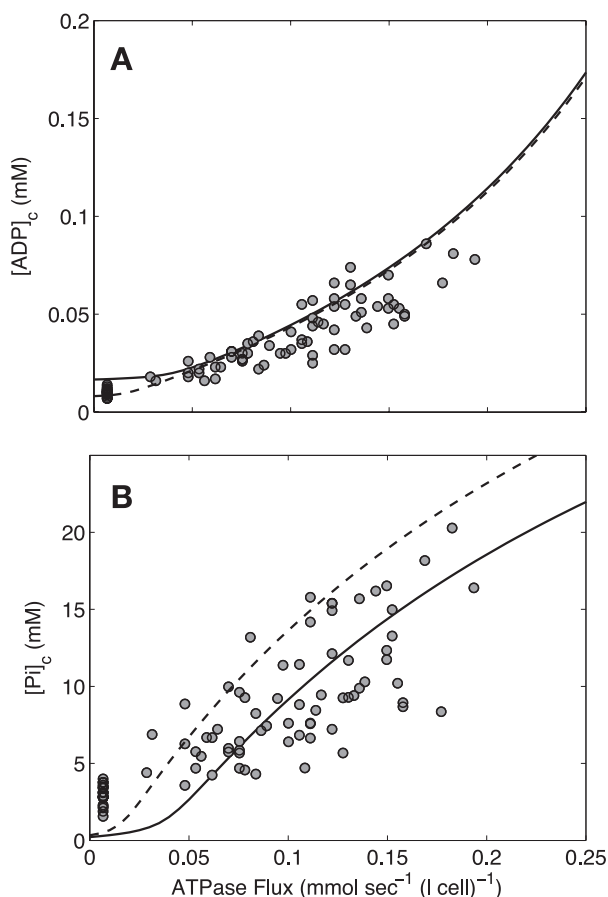 0.2
A
0.15
[ADP]c (mM)
0.1
0.05
0
B
20
15
[Pi]c (mM)
10
5
0
0 0.05 0.1 0.15 0.2 0.25
ATPase Flux (mmol sec⁻¹ (l cell)⁻¹)